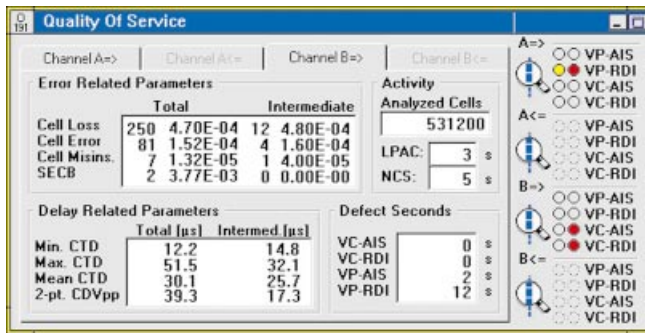 191 Quality Of Service
Channel A=> Channel A<= Channel B=> Channel B<=
Error Related Parameters
Total Intermediate
Cell Loss 250 4.70E-04 12 4.80E-04
Cell Error 81 1.52E-04 4 1.60E-04
Cell Misins. 7 1.32E-05 1 4.00E-05
SECB 2 3.77E-03 0 0.00E-00
Activity
Analyzed Cells
531200
LPAC: 3 s
NCS: 5 s
Delay Related Parameters
Total [µs] Intermed.[µs]
Min. CTD 12.2 14.8
Max. CTD 51.5 32.1
Mean CTD 30.1 25.7
2-pt. CDVpp 39.3 17.3
Defect Seconds
VC-AIS 0 s
VC-RDI 0 s
VP-AIS 2 s
VP-RDI 12 s
A=>
VP-AIS
VP-RDI
VC-AIS
VC-RDI
A<=
VP-AIS
VP-RDI
VC-AIS
VC-RDI
B=>
VP-AIS
VP-RDI
VC-AIS
VC-RDI
B<=
VP-AIS
VP-RDI
VC-AIS
VC-RDI